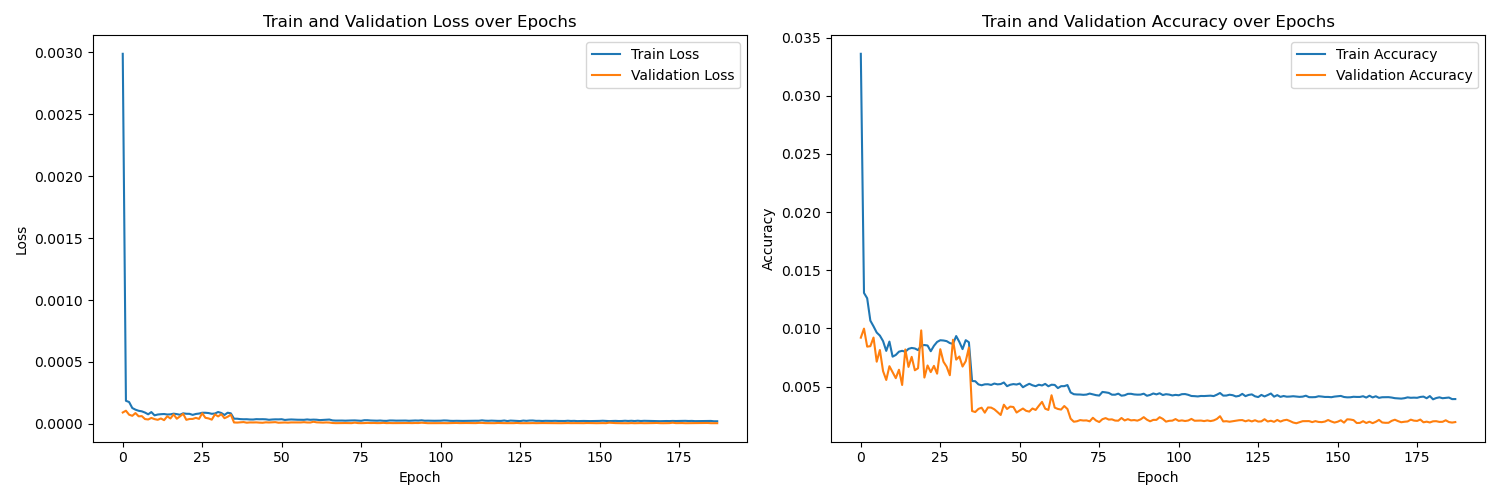 Train and Validation Loss over Epochs
0.0030
0.0025
0.0020
0.0015
0.0010
0.0005
0.0000
Loss
Train Loss
Validation Loss
0 25 50 75 100 125 150 175
Epoch
Train and Validation Accuracy over Epochs
0.035
0.030
0.025
0.020
0.015
0.010
0.005
Accuracy
Train Accuracy
Validation Accuracy
0 25 50 75 100 125 150 175
Epoch